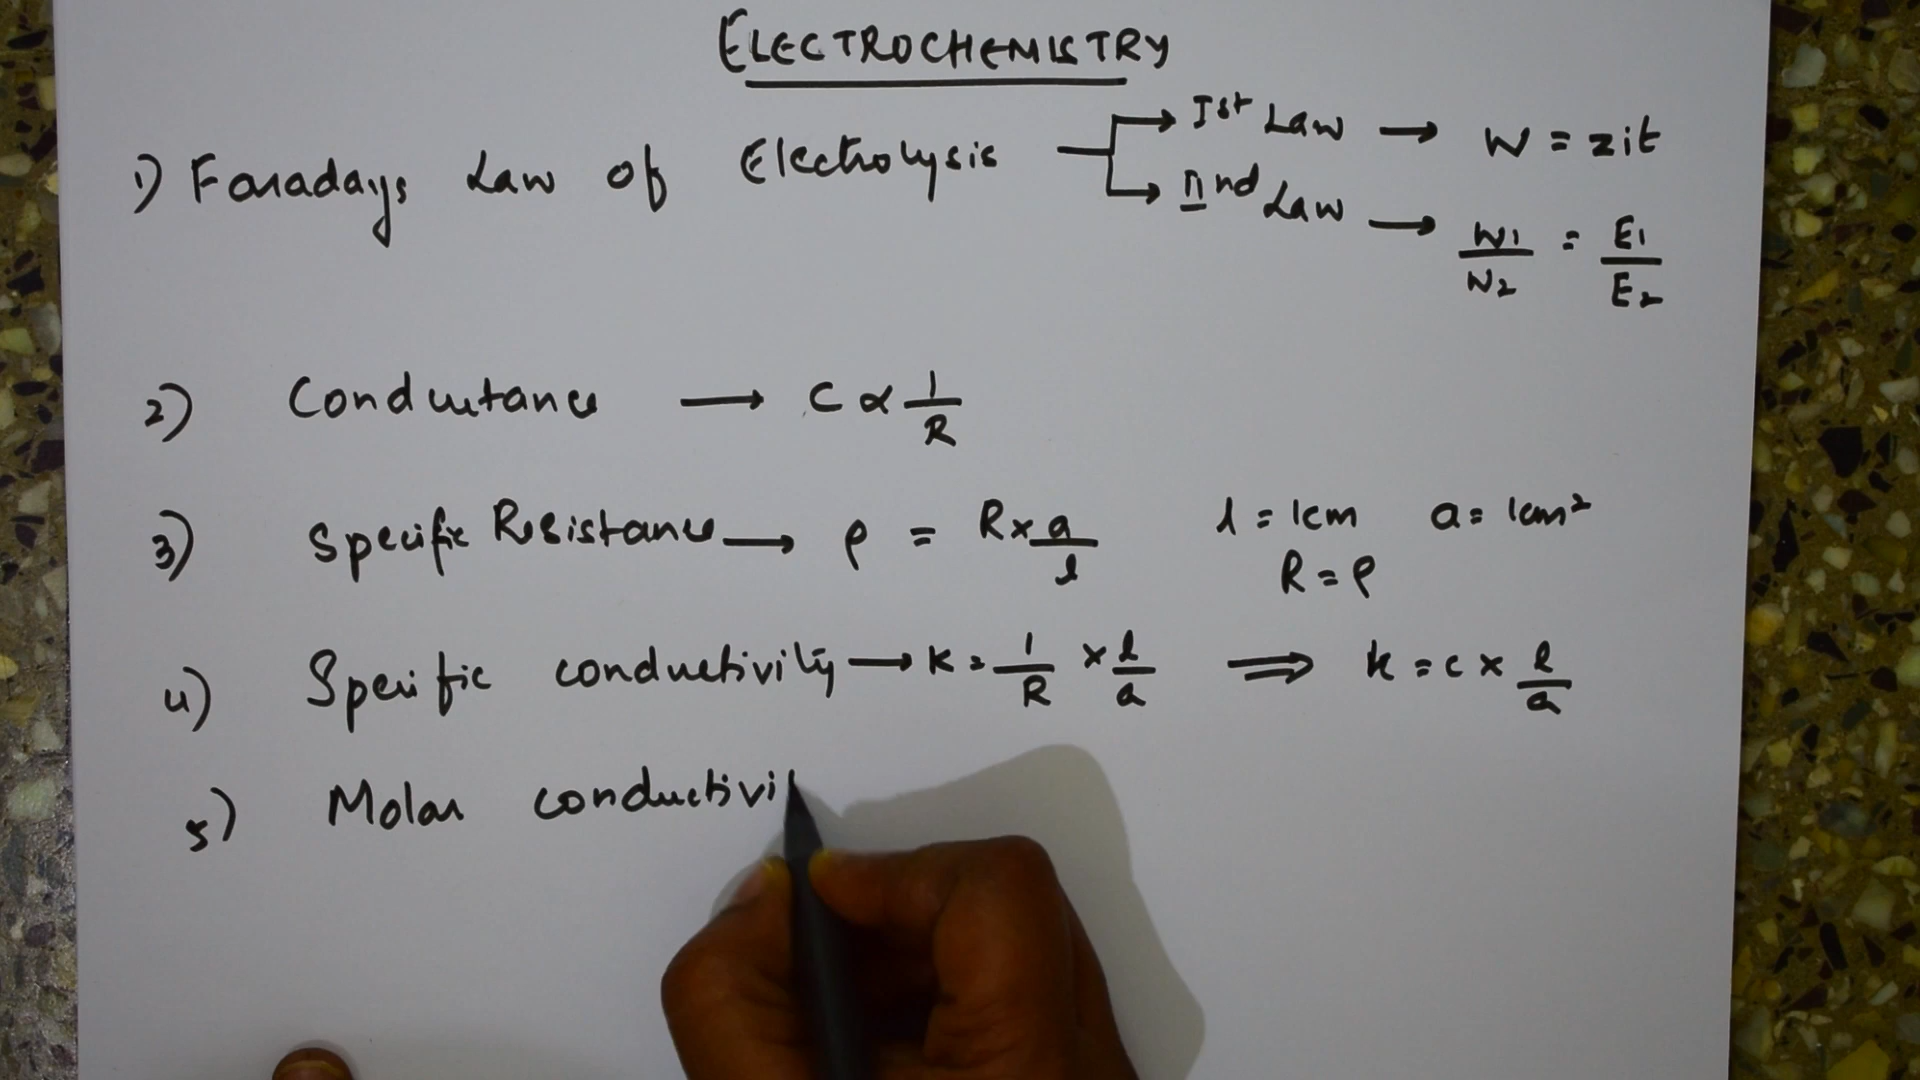 ELECTROCHEMISTRY
1) Faradays Law of Electrolysis → Ist Law → W = zit
→ IInd Law → W1/W2 = E1/E2
2) Conductance → C ∝ 1/R
3) Specific Resistance → ρ = R × a/l l = 1cm a = 1cm²
R = ρ
4) Specific conductivity → K = 1/R × l/a ⇒ k = c × l/a
5) Molar conductivit